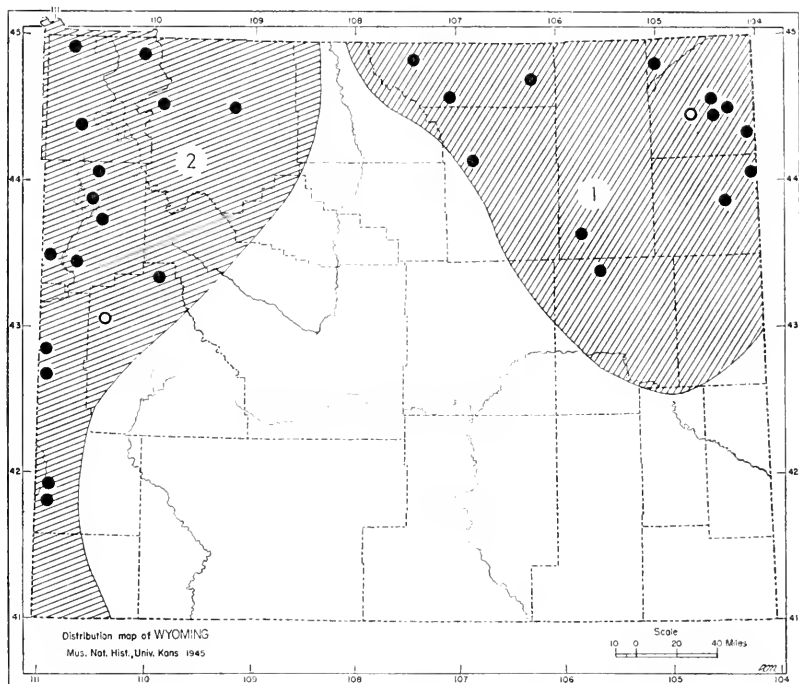 111
110 109 108 107 106 105 104
45 45
2
1
44 44
43 43
42 42
41 41
Distribution map of WYOMING
Mus. Nat. Hist., Univ. Kans 1945
Scale
10 0 20 40 Miles
111 110 109 108 107 106 105 104